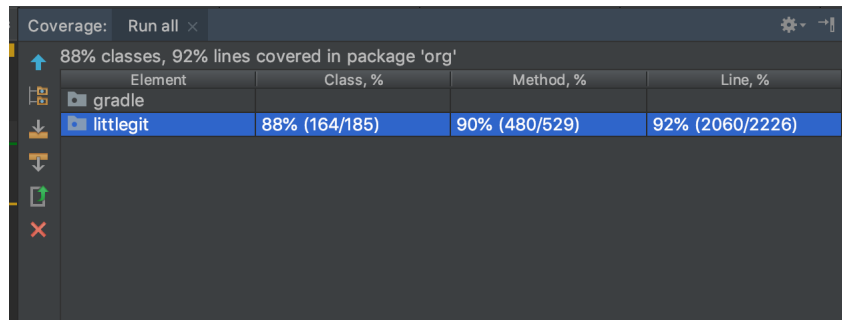 Coverage: Run all ×
88% classes, 92% lines covered in package 'org'
Element Class, % Method, % Line, %
gradle
littlegit 88% (164/185) 90% (480/529) 92% (2060/2226)